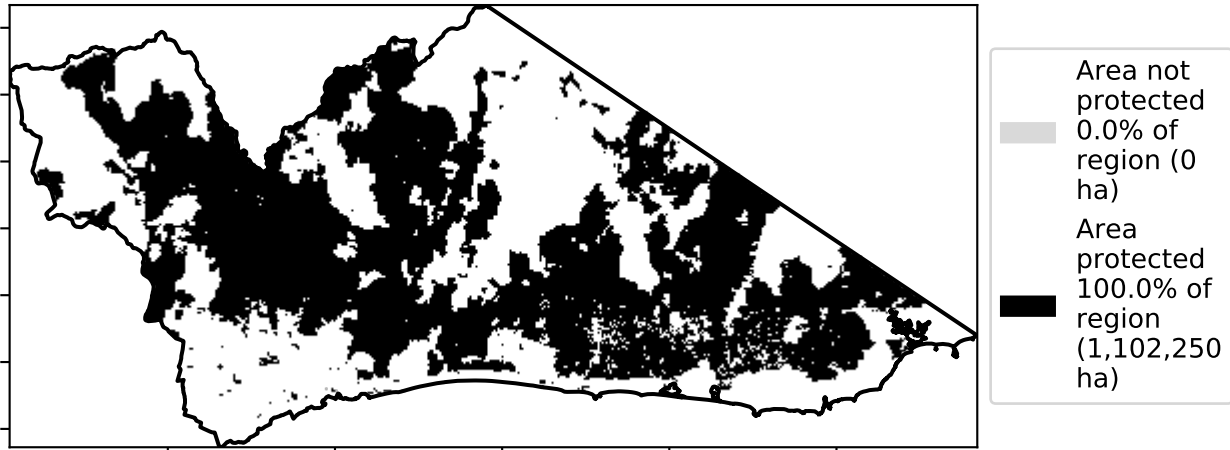 Area not
protected
0.0% of
region (0
ha)
Area
protected
100.0% of
region
(1,102,250
ha)